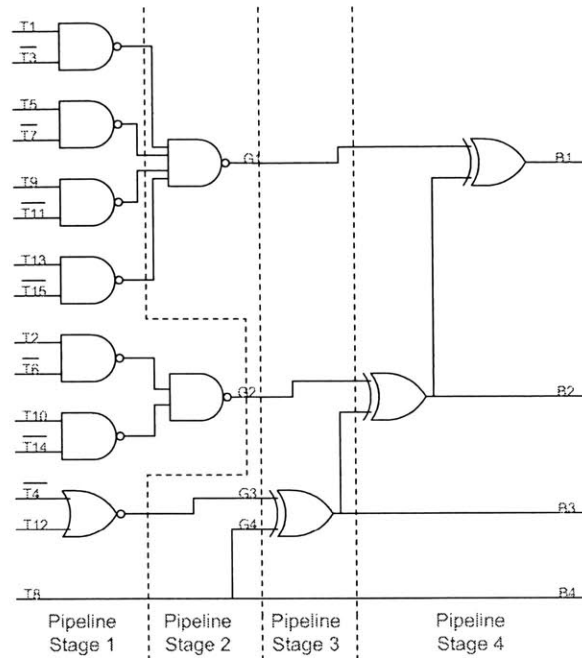 T1
T3
T5
T7
G1
B1
T9
T11
T13
T15
T2
T6
G2
B2
T10
T14
T4
G3
T12
G4
B3
T8
B4
Pipeline Stage 1
Pipeline Stage 2
Pipeline Stage 3
Pipeline Stage 4